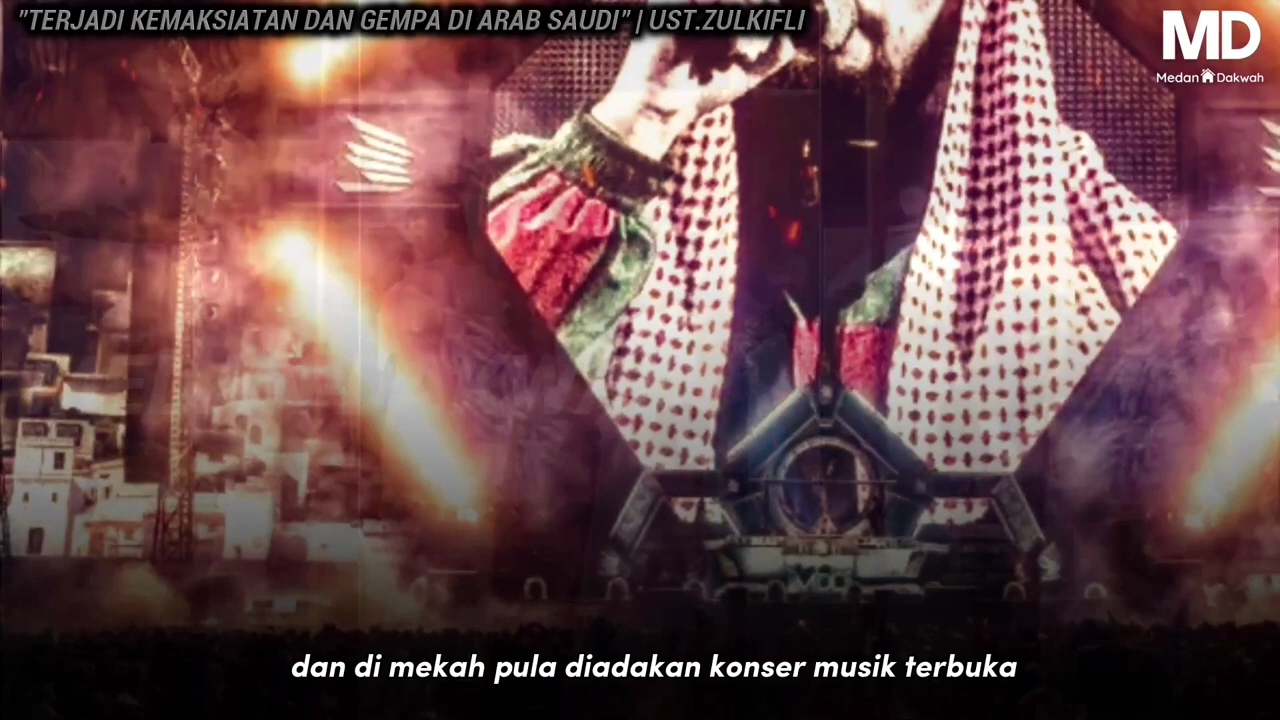 "TERJADI KEMAKSIATAN DAN GEMPA DI ARAB SAUDI" | UST.ZULKIFLI
MD
Medan Dakwah
dan di mekah pula diadakan konser musik terbuka